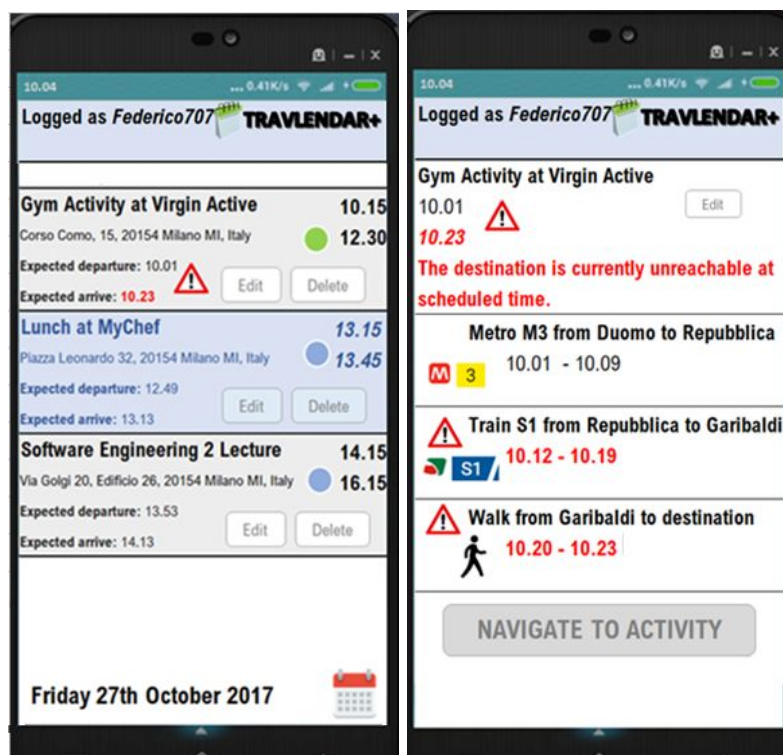 10.04
... 0.41K/s
Logged as Federico707 TRAVLENDAR+
Gym Activity at Virgin Active 10.15
Corso Como, 15, 20154 Milano MI, Italy 12.30
Expected departure: 10.01
Expected arrive: 10.23
Edit Delete
Lunch at MyChef 13.15
Piazza Leonardo 32, 20154 Milano MI, Italy 13.45
Expected departure: 12.49
Expected arrive: 13.13
Edit Delete
Software Engineering 2 Lecture 14.15
Via Golgi 20, Edificio 26, 20154 Milano MI, Italy 16.15
Expected departure: 13.53
Expected arrive: 14.13
Edit Delete
Friday 27th October 2017
10.04
... 0.41K/s
Logged as Federico707 TRAVLENDAR+
Gym Activity at Virgin Active
10.01
Edit
10.23
The destination is currently unreachable at
scheduled time.
Metro M3 from Duomo to Repubblica
M 3 10.01 - 10.09
Train S1 from Repubblica to Garibaldi
S1 10.12 - 10.19
Walk from Garibaldi to destination
10.20 - 10.23
NAVIGATE TO ACTIVITY